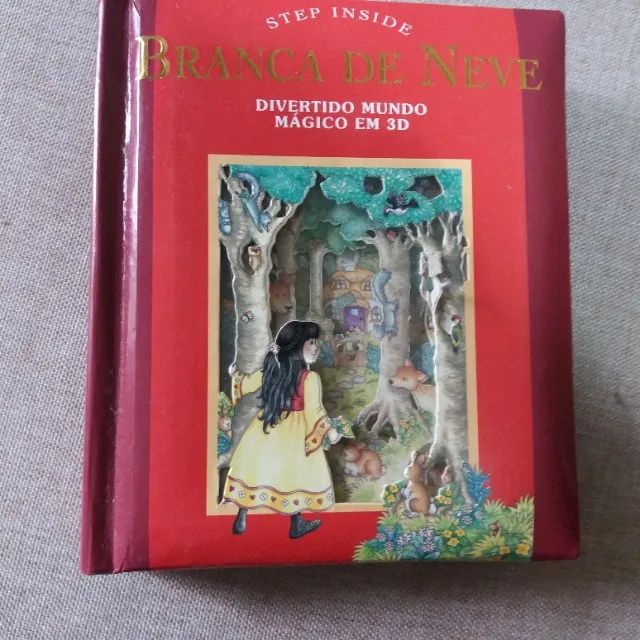 STEP INSIDE
BRANCA DE NEVE
DIVERTIDO MUNDO
MÁGICO EM 3D